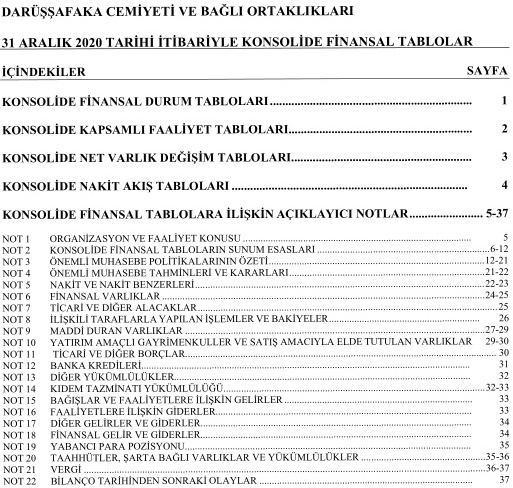 DARÜŞŞAFAKA CEMİYETİ VE BAĞLI ORTAKLIKLARI
31 ARALIK 2020 TARİHİ İTİBARİYLE KONSOLİDE FİNANSAL TABLOLAR
İÇİNDEKİLER SAYFA
KONSOLİDE FİNANSAL DURUM TABLOLARI 1
KONSOLİDE KAPSAMLI FAALİYET TABLOLARI 2
KONSOLİDE NET VARLIK DEĞİŞİM TABLOLARI 3
KONSOLİDE NAKİT AKIŞ TABLOLARI 4
KONSOLİDE FİNANSAL TABLOLARA İLİŞKİN AÇIKLAYICI NOTLAR 5-37
NOT 1 ORGANİZASYON VE FAALİYET KONUSU 5
NOT 2 KONSOLİDE FİNANSAL TABLOLARIN SUNUM ESASLARI 6-12
NOT 3 ÖNEMLİ MUHASEBE POLİTİKALARININ ÖZETİ 12-21
NOT 4 ÖNEMLİ MUHASEBE TAHMİNLERİ VE KARARLARI 21-22
NOT 5 NAKİT VE NAKİT BENZERLERİ 22-23
NOT 6 FİNANSAL VARLIKLAR 24-25
NOT 7 TİCARİ VE DİĞER ALACAKLAR 25
NOT 8 İLİŞKİLİ TARAFLARLA YAPILAN İŞLEMLER VE BAKİYELER 26
NOT 9 MADDİ DURAN VARLIKLAR 27-29
NOT 10 YATIRIM AMAÇLI GAYRİMENKULLER VE SATIŞ AMACIYLA ELDE TUTULAN VARLIKLAR 29-30
NOT 11 TİCARİ VE DİĞER BORÇLAR 30
NOT 12 BANKA KREDİLERİ 31
NOT 13 DİĞER YÜKÜMLÜLÜKLER 32
NOT 14 KIDEM TAZMİNATI YÜKÜMLÜLÜĞÜ 32-33
NOT 15 BAĞIŞLAR VE FAALİYETLERE İLİŞKİN GELİRLER 33
NOT 16 FAALİYETLERE İLİŞKİN GİDERLER 33
NOT 17 DİĞER GELİRLER VE GİDERLER 34
NOT 18 FİNANSAL GELİR VE GİDERLER 34
NOT 19 YABANCI PARA POZİSYONU 35
NOT 20 TAAHHÜTLER, ŞARTA BAĞLI VARLIKLAR VE YÜKÜMLÜLÜKLER 35-36
NOT 21 VERGİ 36-37
NOT 22 BİLANÇO TARİHİNDEN SONRAKİ OLAYLAR 37